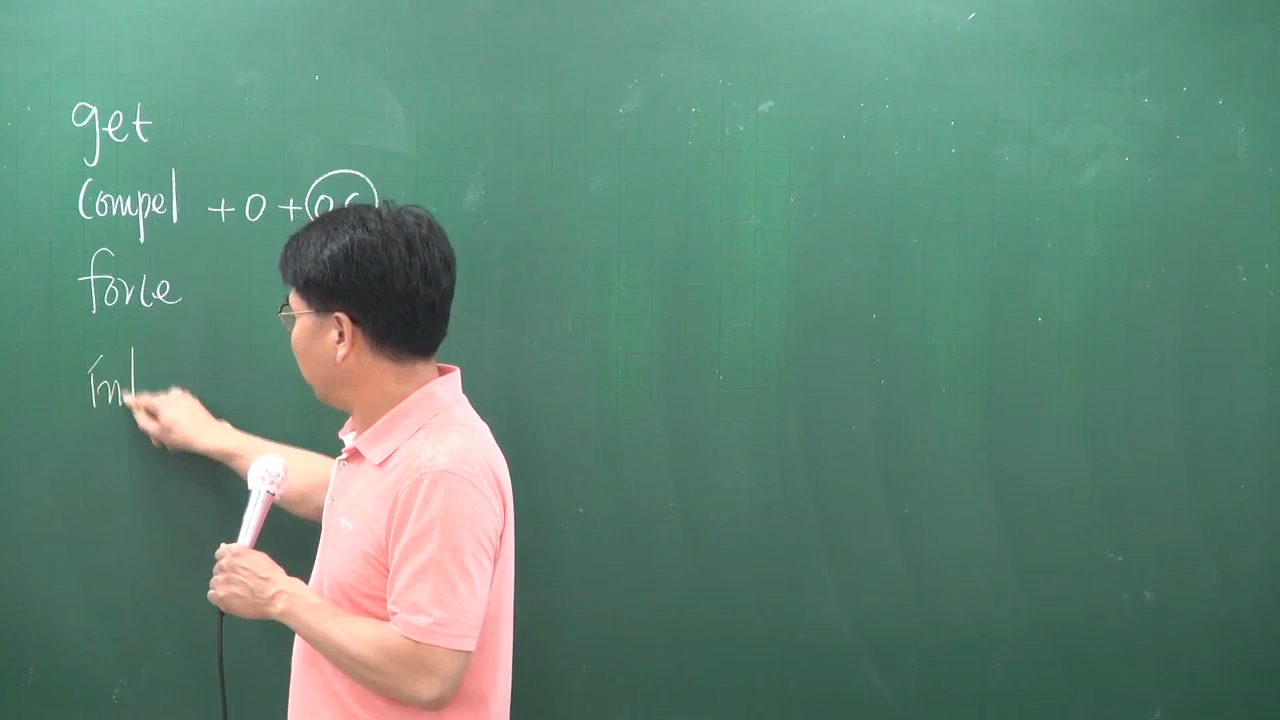 get
compel + O +
force